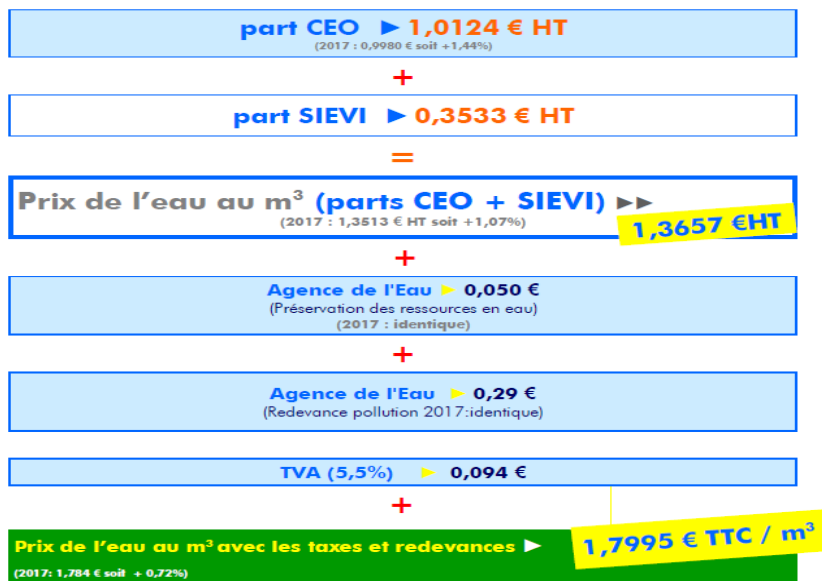 part CEO ► 1,0124 € HT
(2017 : 0,9980 € soit +1,44%)
+
part SIEVI ► 0,3533 € HT
=
Prix de l'eau au m³ (parts CEO + SIEVI) ►►
(2017 : 1,3513 € HT soit +1,07%)
1,3657 €HT
+
Agence de l'Eau ► 0,050 €
(Préservation des ressources en eau)
(2017 : identique)
+
Agence de l'Eau ► 0,29 €
(Redevance pollution 2017:identique)
TVA (5,5%) ► 0,094 €
+
Prix de l'eau au m³ avec les taxes et redevances ►
1,7995 € TTC / m³
(2017: 1,784 € soit + 0,72%)